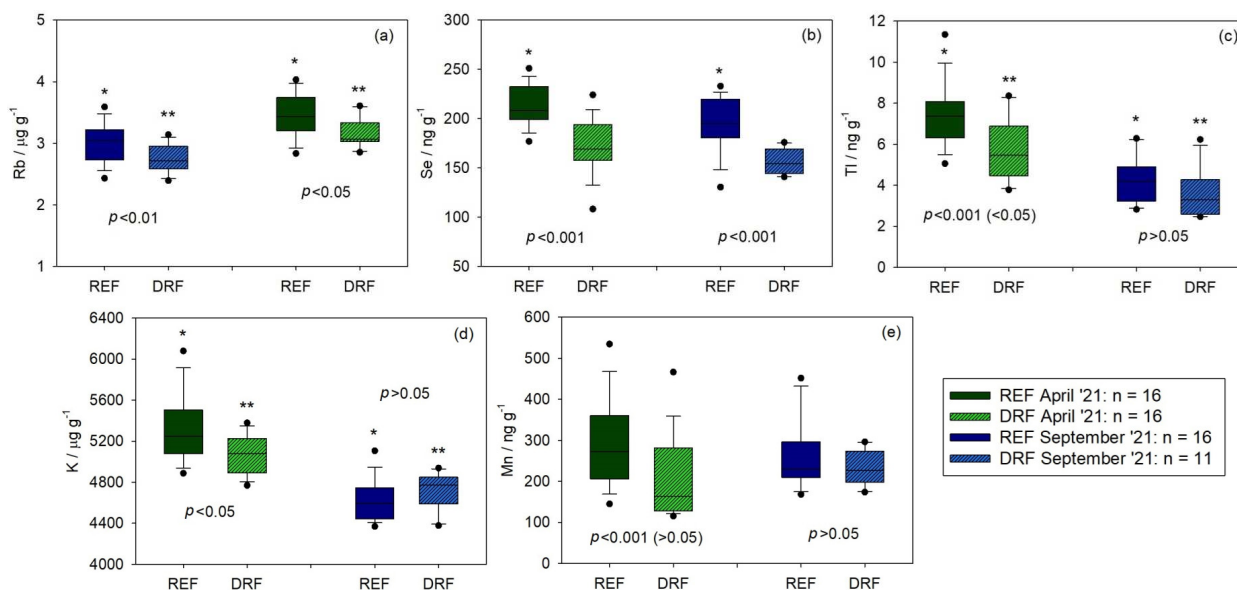 (a)
Rb / µg g-1
5
4
3
2
1
* ** * **
p<0.01
p<0.05
REF DRF REF DRF
(b)
Se / ng g-1
300
250
200
150
100
50
* *
p<0.001 p<0.001
REF DRF REF DRF
(c)
Tl / ng g-1
12
10
8
6
4
2
0
* ** * **
p<0.001 (<0.05)
p>0.05
REF DRF REF DRF
(d)
K / µg g-1
6400
6000
5600
5200
4800
4400
4000
* ** * **
p>0.05
p<0.05
REF DRF REF DRF
(e)
Mn / ng g-1
600
500
400
300
200
100
0
p<0.001 (>0.05) p>0.05
REF DRF REF DRF
REF April '21: n = 16
DRF April '21: n = 16
REF September '21: n = 16
DRF September '21: n = 11